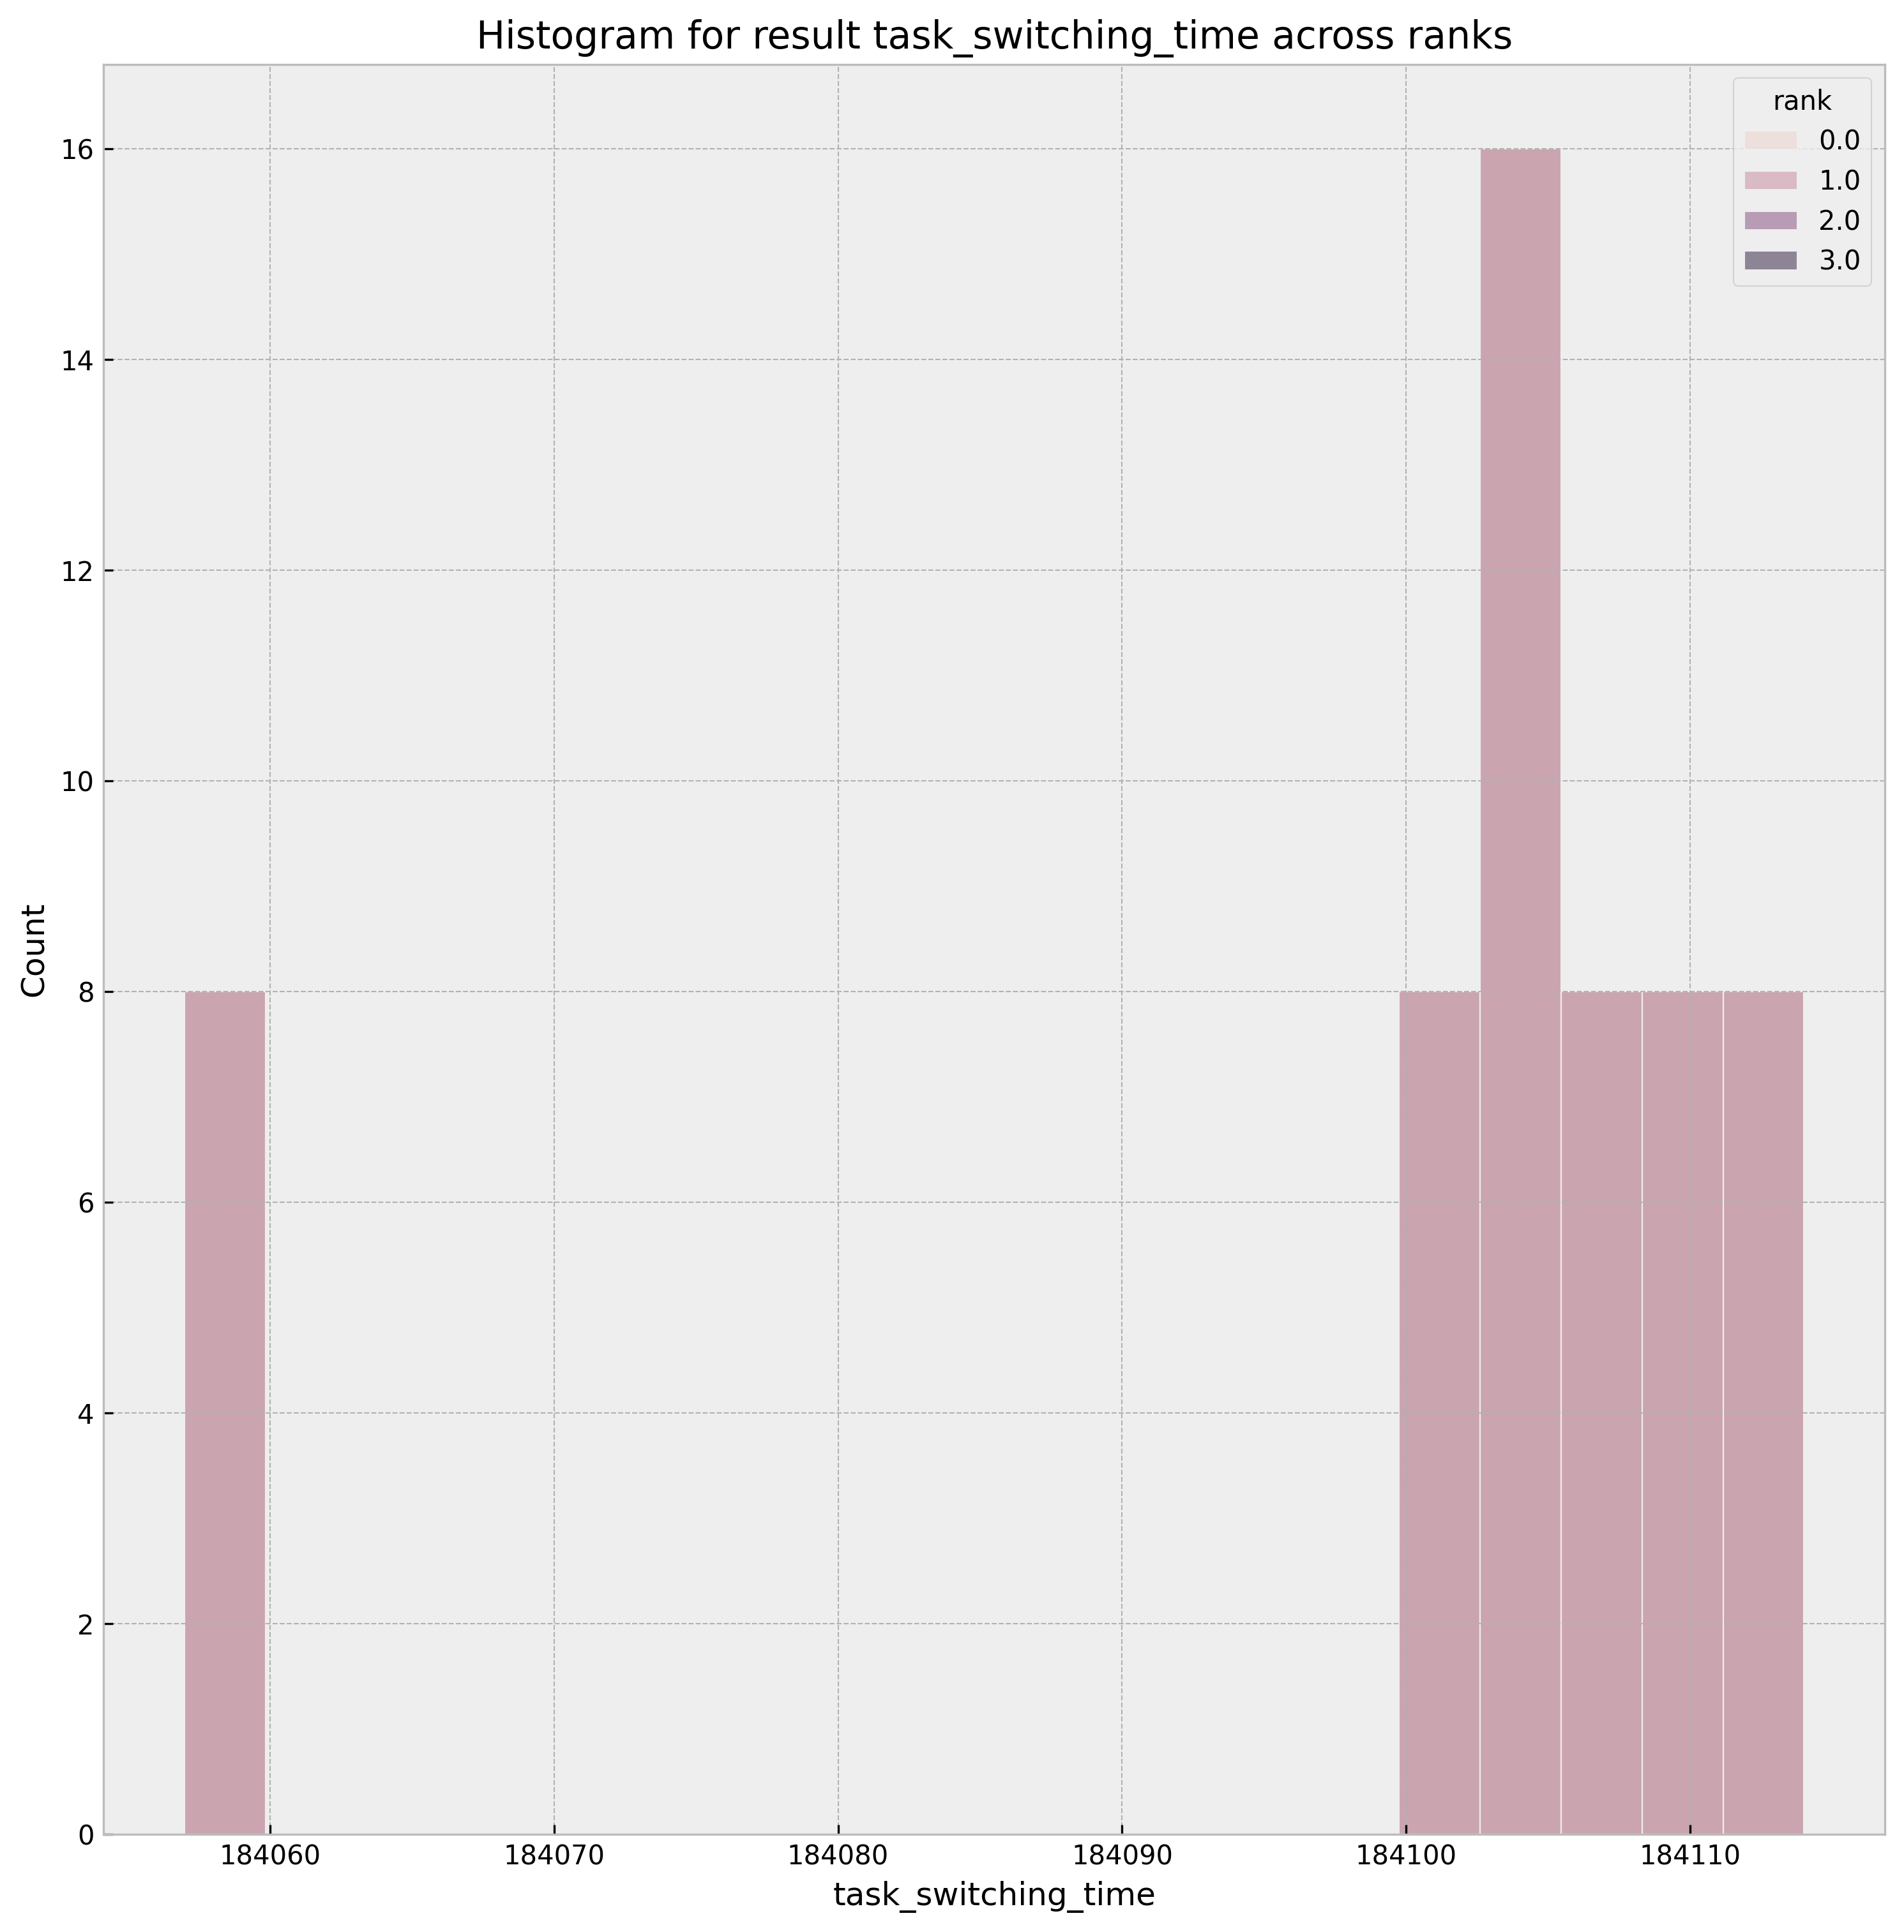 Histogram for result task_switching_time across ranks
rank
0.0
1.0
2.0
3.0
16
14
12
10
8
6
4
2
0
Count
184060 184070 184080 184090 184100 184110
task_switching_time